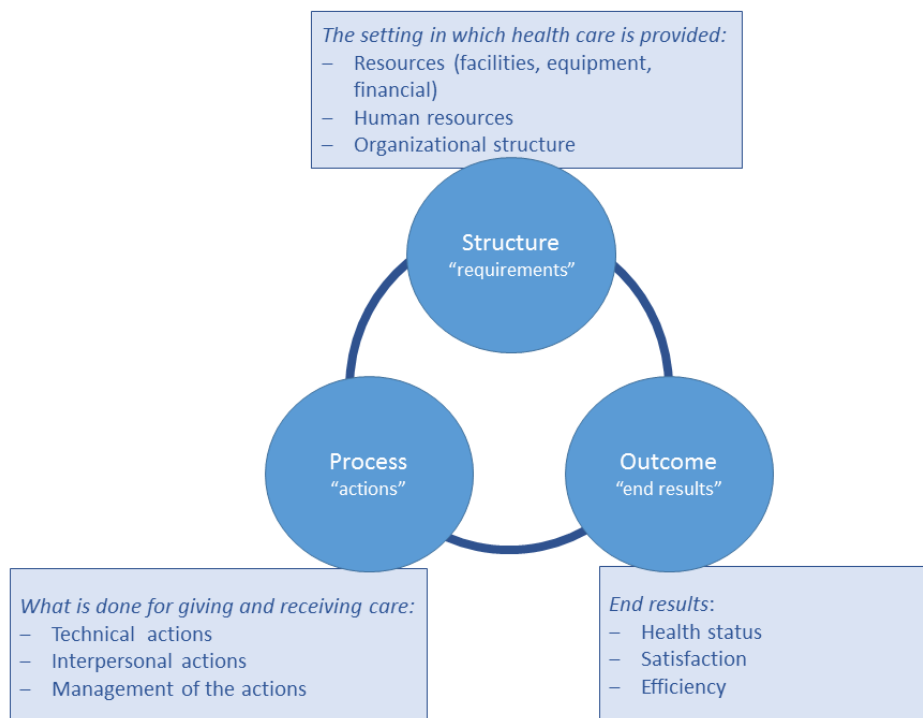 The setting in which health care is provided:
– Resources (facilities, equipment,
financial)
– Human resources
– Organizational structure
Structure
“requirements”
Process
“actions”
Outcome
“end results”
What is done for giving and receiving care:
– Technical actions
– Interpersonal actions
– Management of the actions
End results:
– Health status
– Satisfaction
– Efficiency